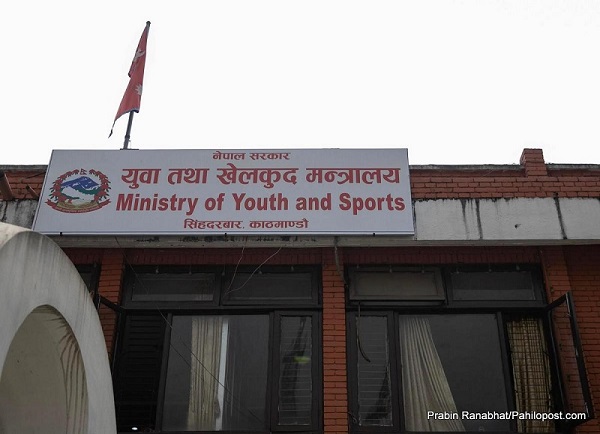 नेपाल सरकार
युवा तथा खेलकुद मन्त्रालय
Ministry of Youth and Sports
सिंहदरबार, काठमाण्डौ
Prabin Ranabhat/Pahilopost.com/